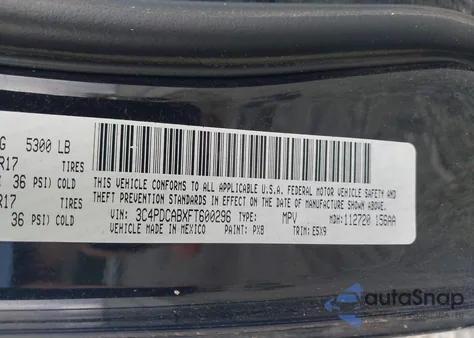 G 5300 LB
R17 TIRES
36 PSI) COLD
R17 TIRES
36 PSI) COLD
THIS VEHICLE CONFORMS TO ALL APPLICABLE U.S.A. FEDERAL MOTOR VEHICLE SAFETY AND
THEFT PREVENTION STANDARDS IN EFFECT ON THE DATE OF MANUFACTURE SHOWN ABOVE.
VIN: 3C4PDCABXFT600296 TYPE: MPV MDH: 112720 156AA
VEHICLE MADE IN MEXICO PAINT: PX8 TRIM: E5X9
autoSnap